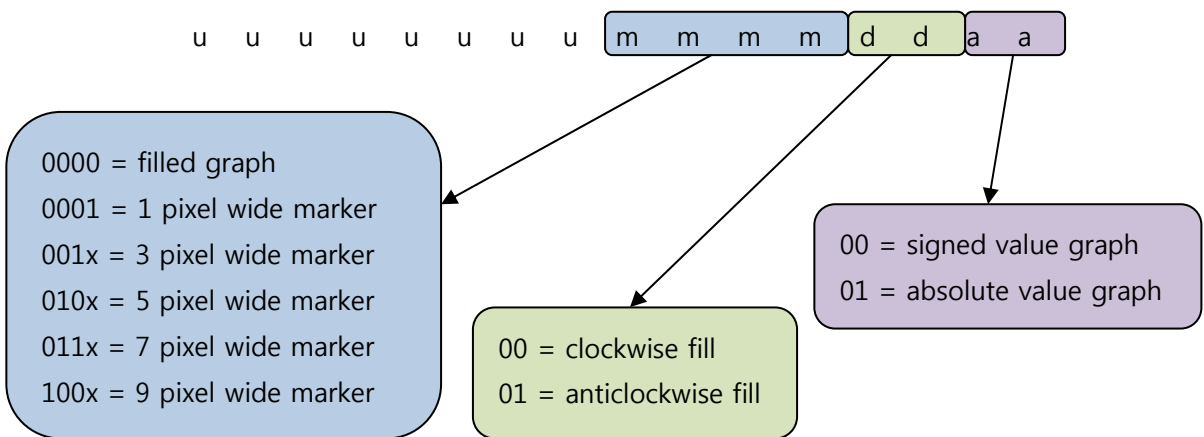 u u u u u u u u m m m m d d a a
0000 = filled graph
0001 = 1 pixel wide marker
001x = 3 pixel wide marker
010x = 5 pixel wide marker
011x = 7 pixel wide marker
100x = 9 pixel wide marker
00 = clockwise fill
01 = anticlockwise fill
00 = signed value graph
01 = absolute value graph